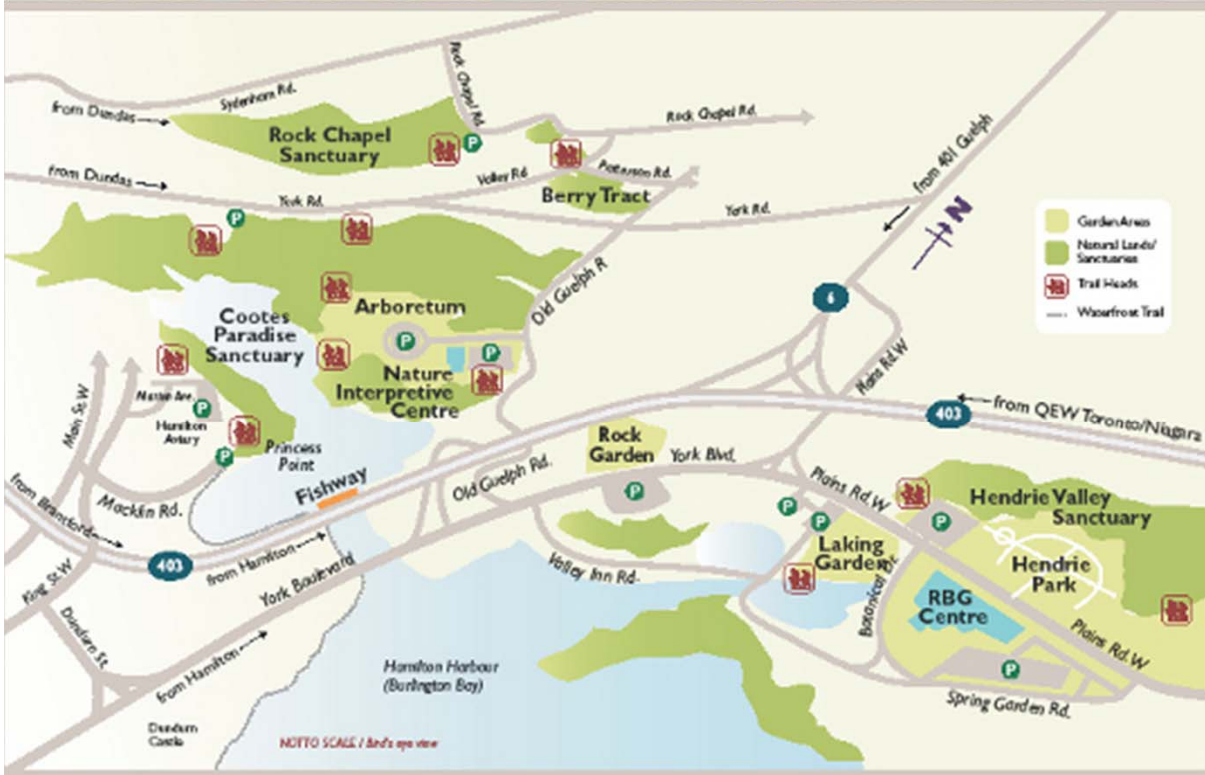 Sydenham Rd.
Rock Chapel Rd.
from Dundas
Rock Chapel
Sanctuary
P
Rock Chapel Rd.
from 401 Guelph
from Dundas
Valley Rd
Patterson Rd.
Berry Tract
York Rd.
York Rd.
P
N
Garden Areas
Natural Lands/
Sanctuaries
Trail Heads
Waterfront Trail
Old Guelph R
6
Arboretum
P
P
Cootes
Paradise
Sanctuary
Nature
Interpretive
Centre
Plains Rd. W
403
from QEW Toronto/Niagara
Main St. W
P
Hamilton
Aviary
P
Princess
Point
Macklin Rd.
Fishway
Old Guelph Rd.
Rock
Garden
York Blvd.
P
Plains Rd. W
P
P
P
Hendrie Valley
Sanctuary
from Brantford
403
from Hamilton
Valley Inn Rd.
Laking
Garden
Botanical Dr.
Hendrie
Park
RBG
Centre
King St. W
Dundurn St.
York Boulevard
from Hamilton
Plains Rd. W
P
Spring Garden Rd.
Hamilton Harbour
(Burlington Bay)
Dundurn
Castle
NOT TO SCALE / Bird's eye view